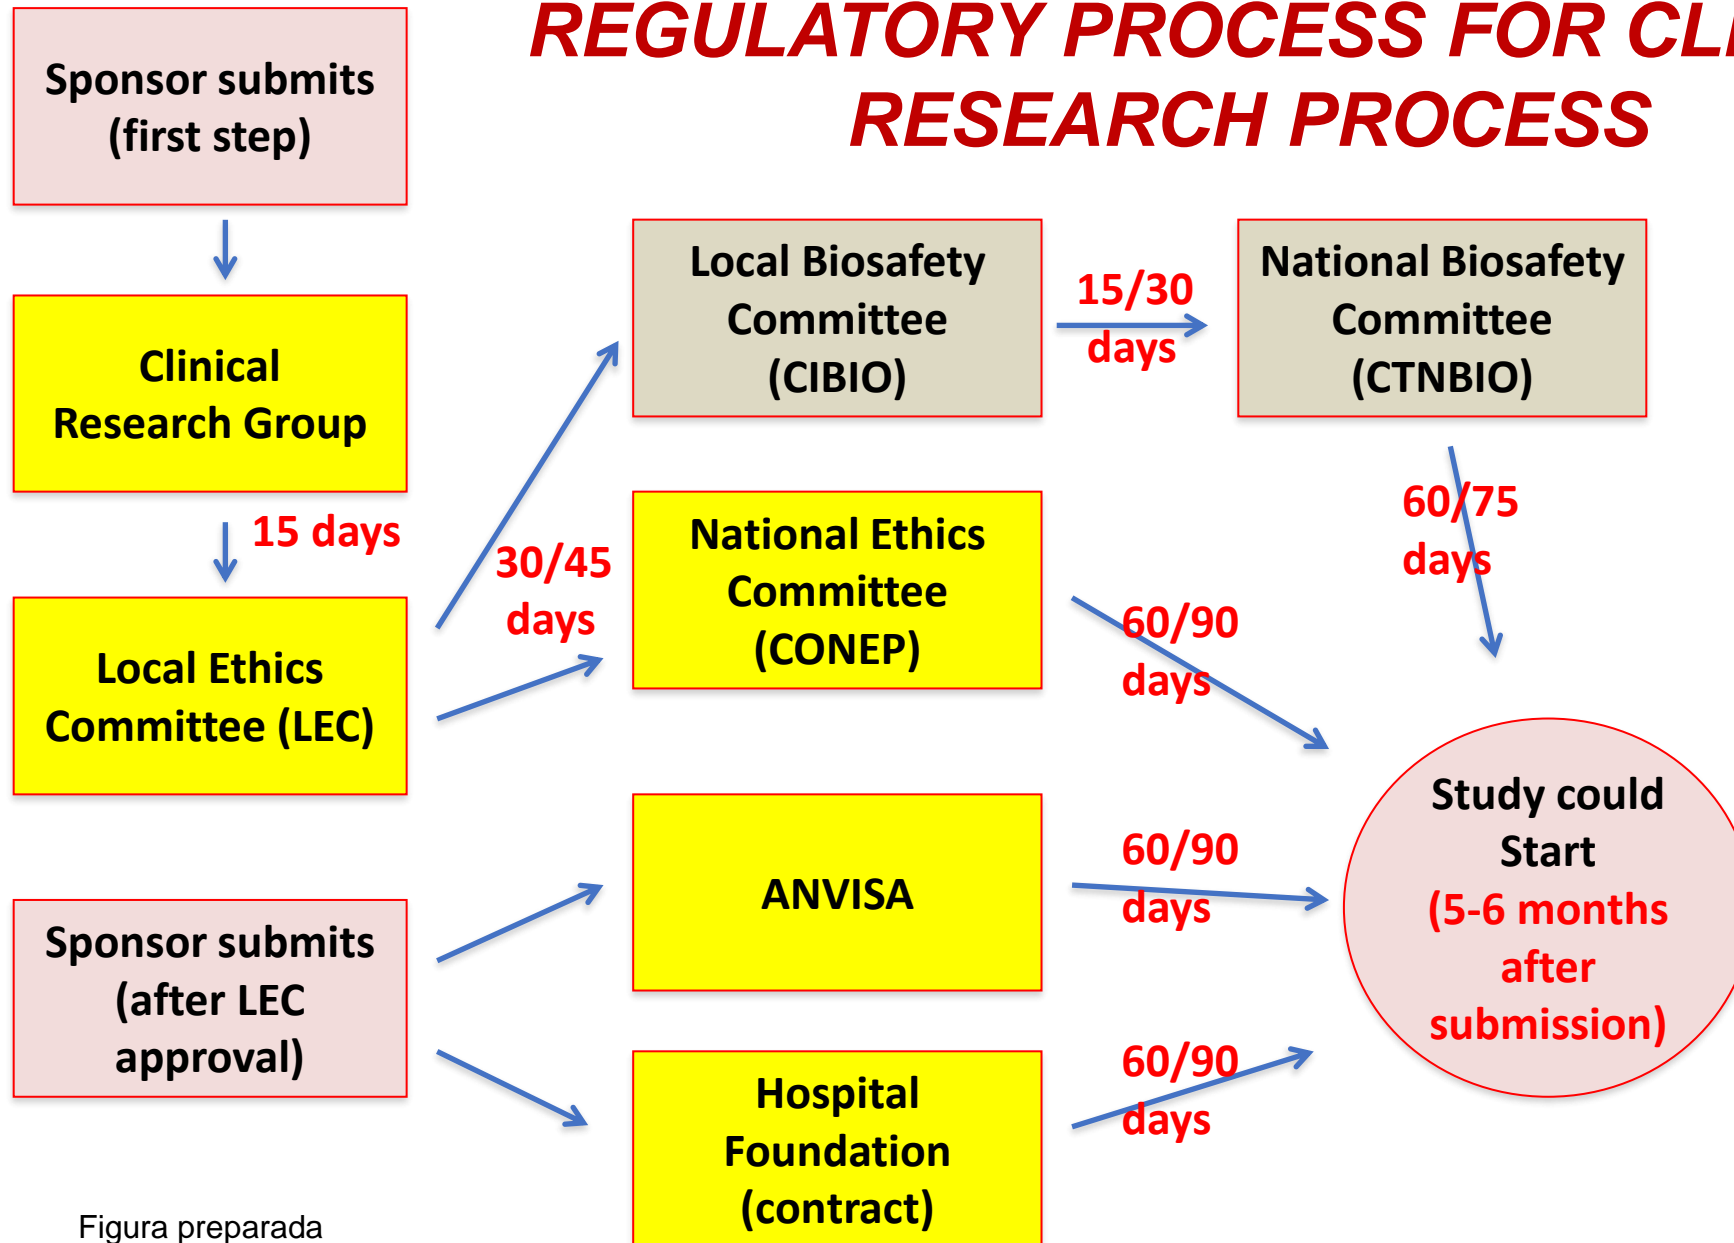 REGULATORY PROCESS FOR
RESEARCH PROCESS
Sponsor submits
(first step)
Clinical
Research Group
15 days
Local Ethics
Committee (LEC)
30/45
days
Local Biosafety
Committee
(CIBIO)
15/30
days
National Biosafety
Committee
(CTNBIO)
60/75
days
National Ethics
Committee
(CONEP)
60/90
days
Sponsor submits
(after LEC
approval)
ANVISA
60/90
days
Hospital
Foundation
(contract)
60/90
days
Study could
Start
(5-6 months
after
submission)
Figura preparada